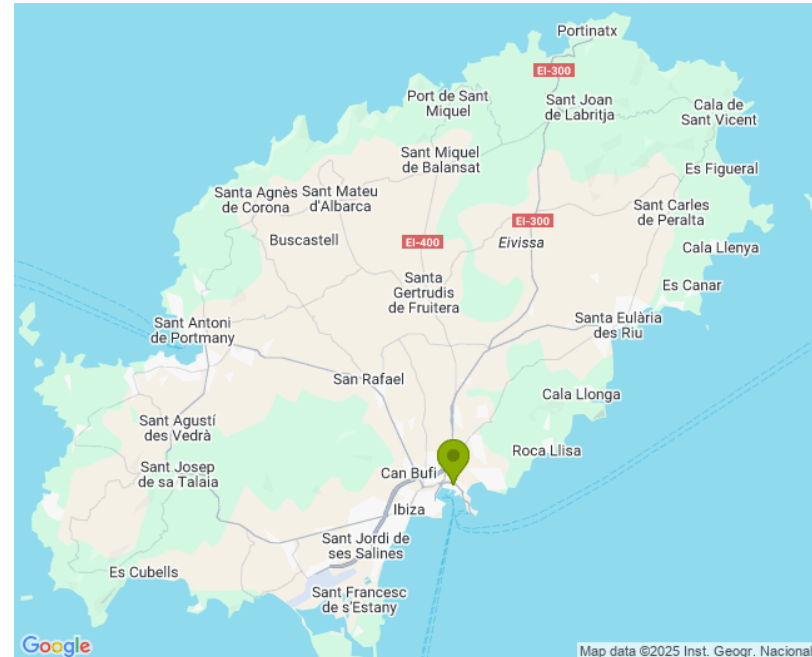 Portinatx
EI-300
Port de Sant
Miquel
Sant Joan
de Labritja
Cala de
Sant Vicent
Sant Miquel
de Balansat
Es Figueral
Santa Agnès
de Corona
Sant Mateu
d'Albarca
Sant Carles
de Peralta
EI-300
Buscastell
EI-400
Eivissa
Cala Llenya
Santa
Gertrudis
de Fruitera
Es Canar
Sant Antoni
de Portmany
Santa Eulària
des Riu
San Rafael
Cala Llonga
Sant Agustí
des Vedrà
Roca Llisa
Sant Josep
de sa Talaia
Can Bufi
Ibiza
Sant Jordi de
ses Salines
Es Cubells
Sant Francesc
de s'Estany
Google
Map data ©2025 Inst. Geogr. Nacional